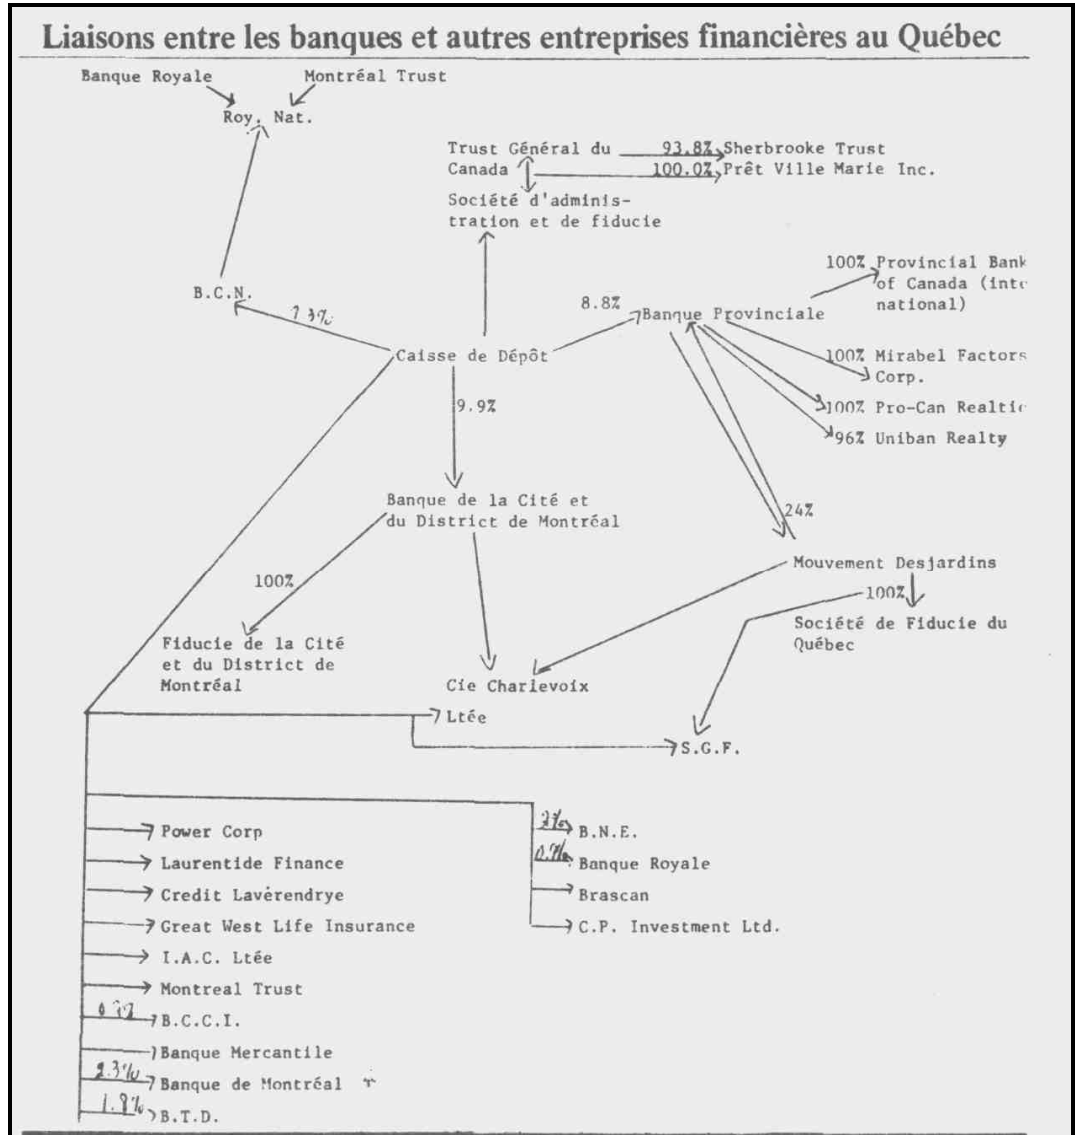 Liaisons entre les banques et autres entreprises financières au Québec
Banque Royale
Montréal Trust
Roy. Nat.
Trust Général du
Canada
93.8% Sherbrooke Trust
100.0% Prêt Ville Marie Inc.
Société d'adminis-
tration et de fiducie
B.C.N.
8.8%
Banque Provinciale
100% Provincial Bank
of Canada (inter
national)
Caisse de Dépôt
100% Mirabel Factors
Corp.
9.9%
100% Pro-Can Realtie
96% Uniban Realty
Banque de la Cité et
du District de Montréal
24%
Mouvement Desjardins
100%
100%
Société de Fiducie du
Québec
Fiducie de la Cité
et du District de
Montréal
Cie Charlevoix
Ltée
S.G.F.
Power Corp
Laurentide Finance
Credit Lavérendrye
Great West Life Insurance
I.A.C. Ltée
Montreal Trust
B.C.C.I.
Banque Mercantile
2.3% Banque de Montréal
1.8% B.T.D.
B.N.E.
Banque Royale
Brascan
C.P. Investment Ltd.